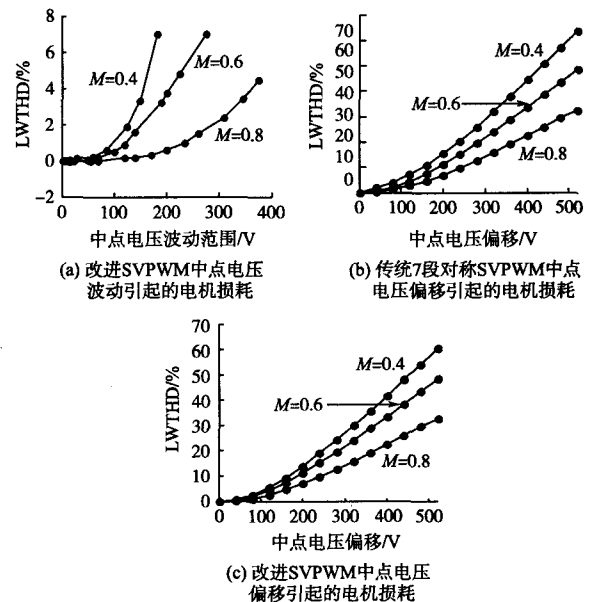 8
6
4
2
0
−2
LWTHD/%
M=0.4
M=0.6
M=0.8
0 100 200 300 400
中点电压波动范围/V
(a) 改进SVPWM中点电压
波动引起的电机损耗
70
60
50
40
30
20
10
0
LWTHD/%
M=0.4
M=0.6
M=0.8
0 100 200 300 400 500
中点电压偏移/V
(b) 传统7段对称SVPWM中点
电压偏移引起的电机损耗
70
60
50
40
30
20
10
0
LWTHD/%
M=0.4
M=0.6
M=0.8
0 100 200 300 400 500
中点电压偏移/V
(c) 改进SVPWM中点电压
偏移引起的电机损耗